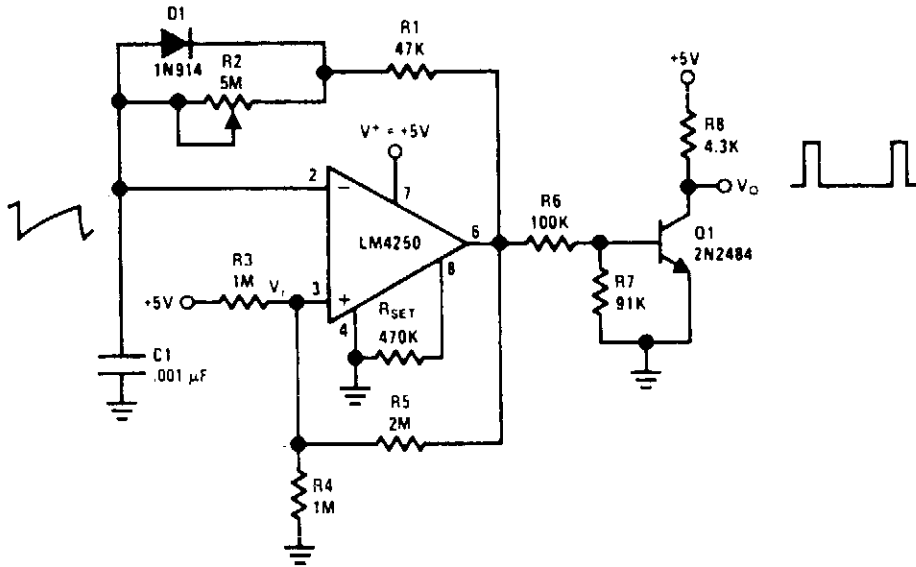 D1
1N914
R2
5M
R1
47K
V+ = +5V
7
2
−
LM4250
6
8
R3
1M
+5V
Vr
3
+
4
RSET
470K
C1
.001 μF
R5
2M
R4
1M
R6
100K
R7
91K
+5V
R8
4.3K
VO
Q1
2N2484